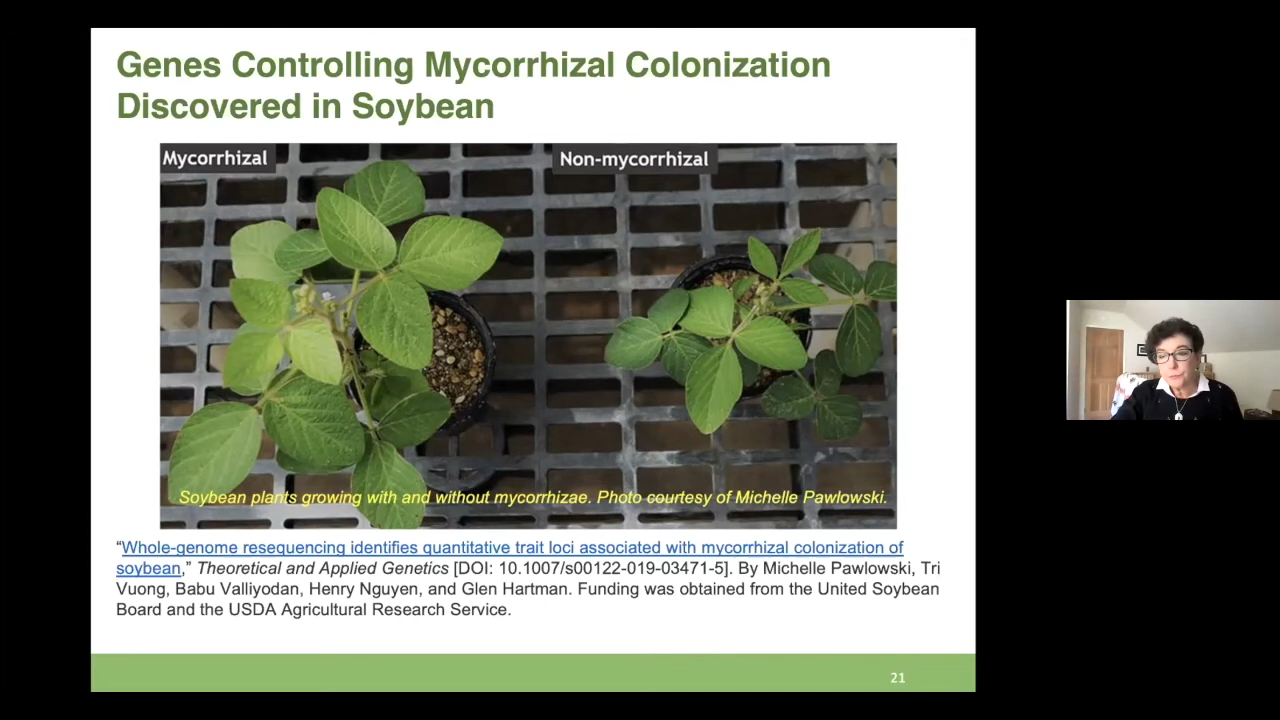 Genes Controlling Mycorrhizal Colonization
Discovered in Soybean
Mycorrhizal
Non-mycorrhizal
Soybean plants growing with and without mycorrhizae. Photo courtesy of Michelle Pawlowski.
“Whole-genome resequencing identifies quantitative trait loci associated with mycorrhizal colonization of
soybean,” Theoretical and Applied Genetics [DOI: 10.1007/s00122-019-03471-5]. By Michelle Pawlowski, Tri
Vuong, Babu Valliyodan, Henry Nguyen, and Glen Hartman. Funding was obtained from the United Soybean
Board and the USDA Agricultural Research Service.
21